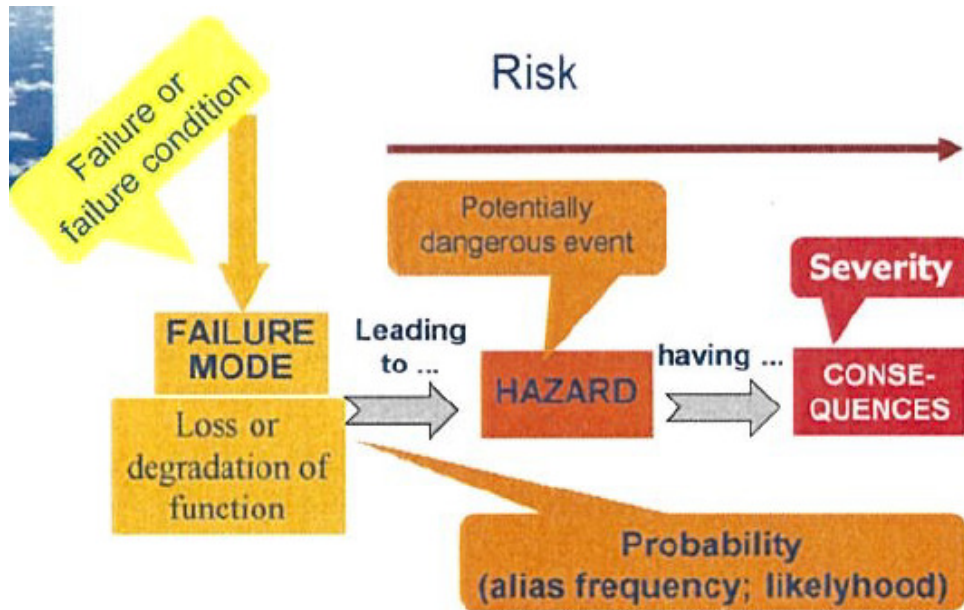 Risk
Failure or
failure condition
Potentially
dangerous event
Severity
FAILURE
MODE
Leading
to ...
HAZARD
having ...
CONSE-
QUENCES
Loss or
degradation of
function
Probability
(alias frequency; likelyhood)